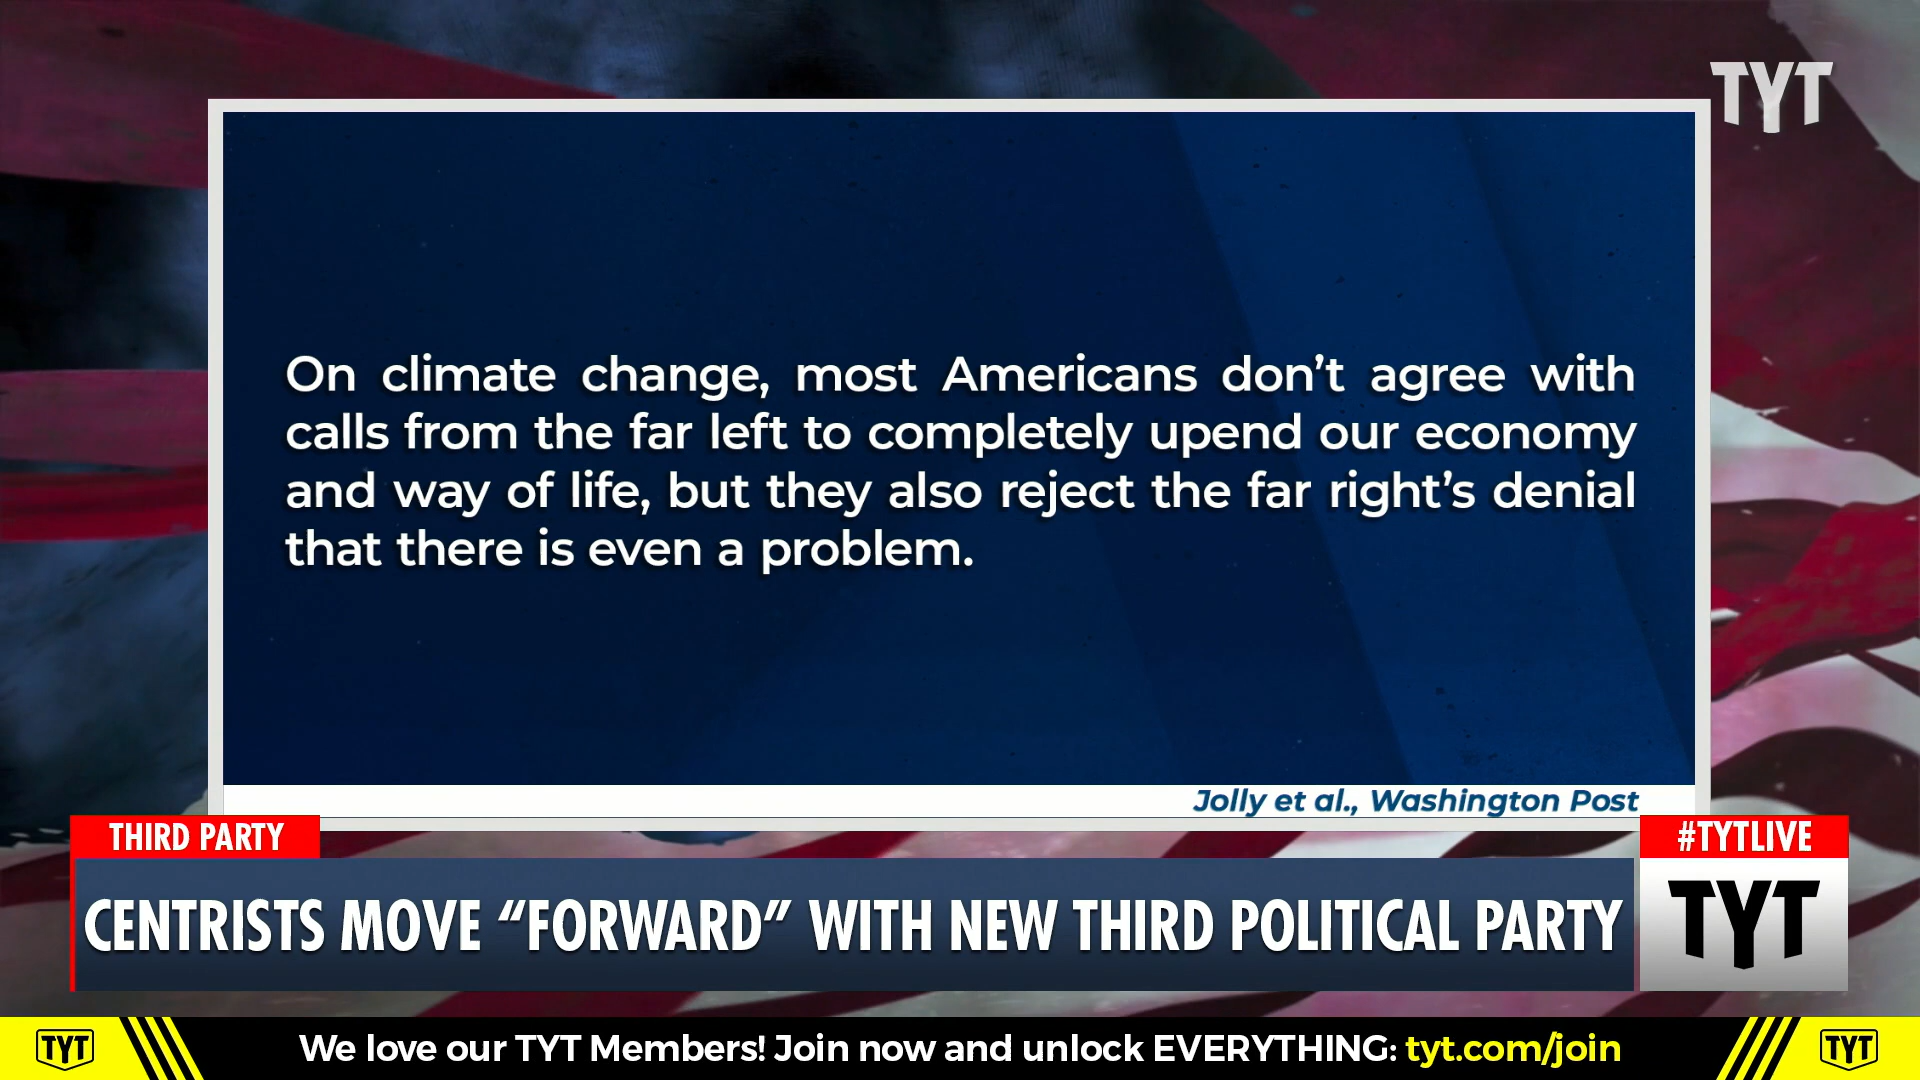 TYT
On climate change, most Americans don’t agree with
calls from the far left to completely upend our economy
and way of life, but they also reject the far right’s denial
that there is even a problem.
Jolly et al., Washington Post
THIRD PARTY
#TYTLIVE
CENTRISTS MOVE “FORWARD” WITH NEW THIRD POLITICAL PARTY
TYT
TYT
We love our TYT Members! Join now and unlock EVERYTHING: tyt.com/join
TYT